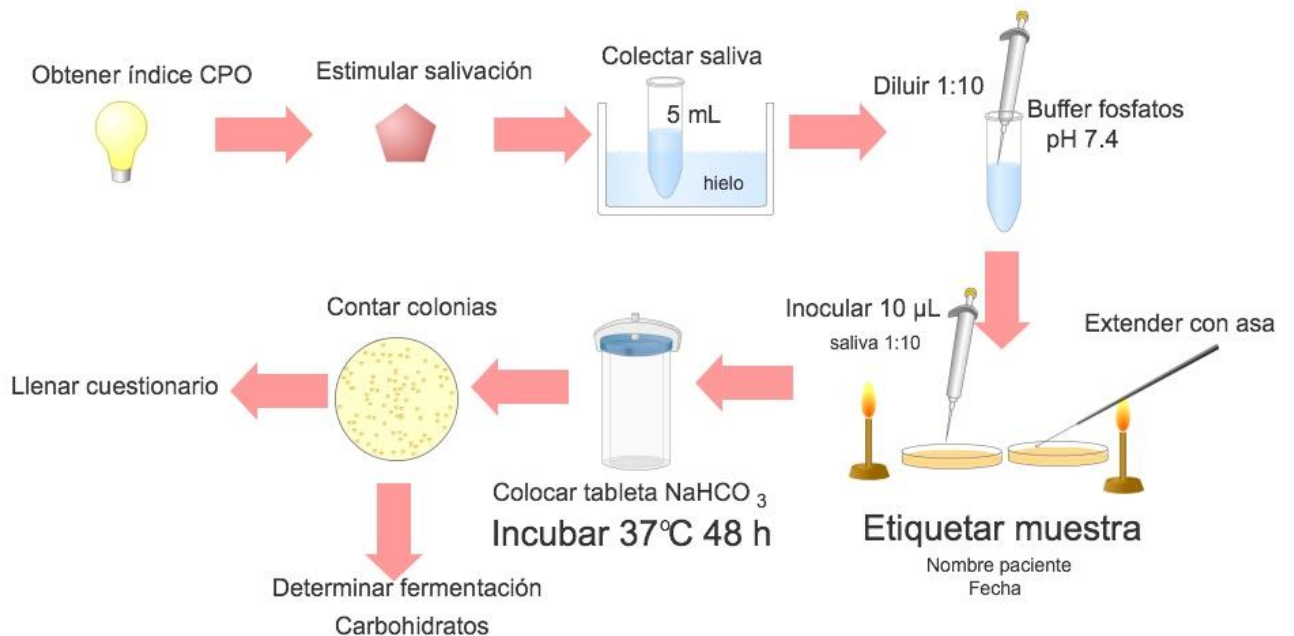 Obtener índice CPO
Estimular salivación
Colectar saliva
5 mL
hielo
Diluir 1:10
Buffer fosfatos
pH 7.4
Inocular 10 µL
saliva 1:10
Extender con asa
Etiquetar muestra
Nombre paciente
Fecha
Colocar tableta NaHCO₃
Incubar 37°C 48 h
Contar colonias
Llenar cuestionario
Determinar fermentación
Carbohidratos